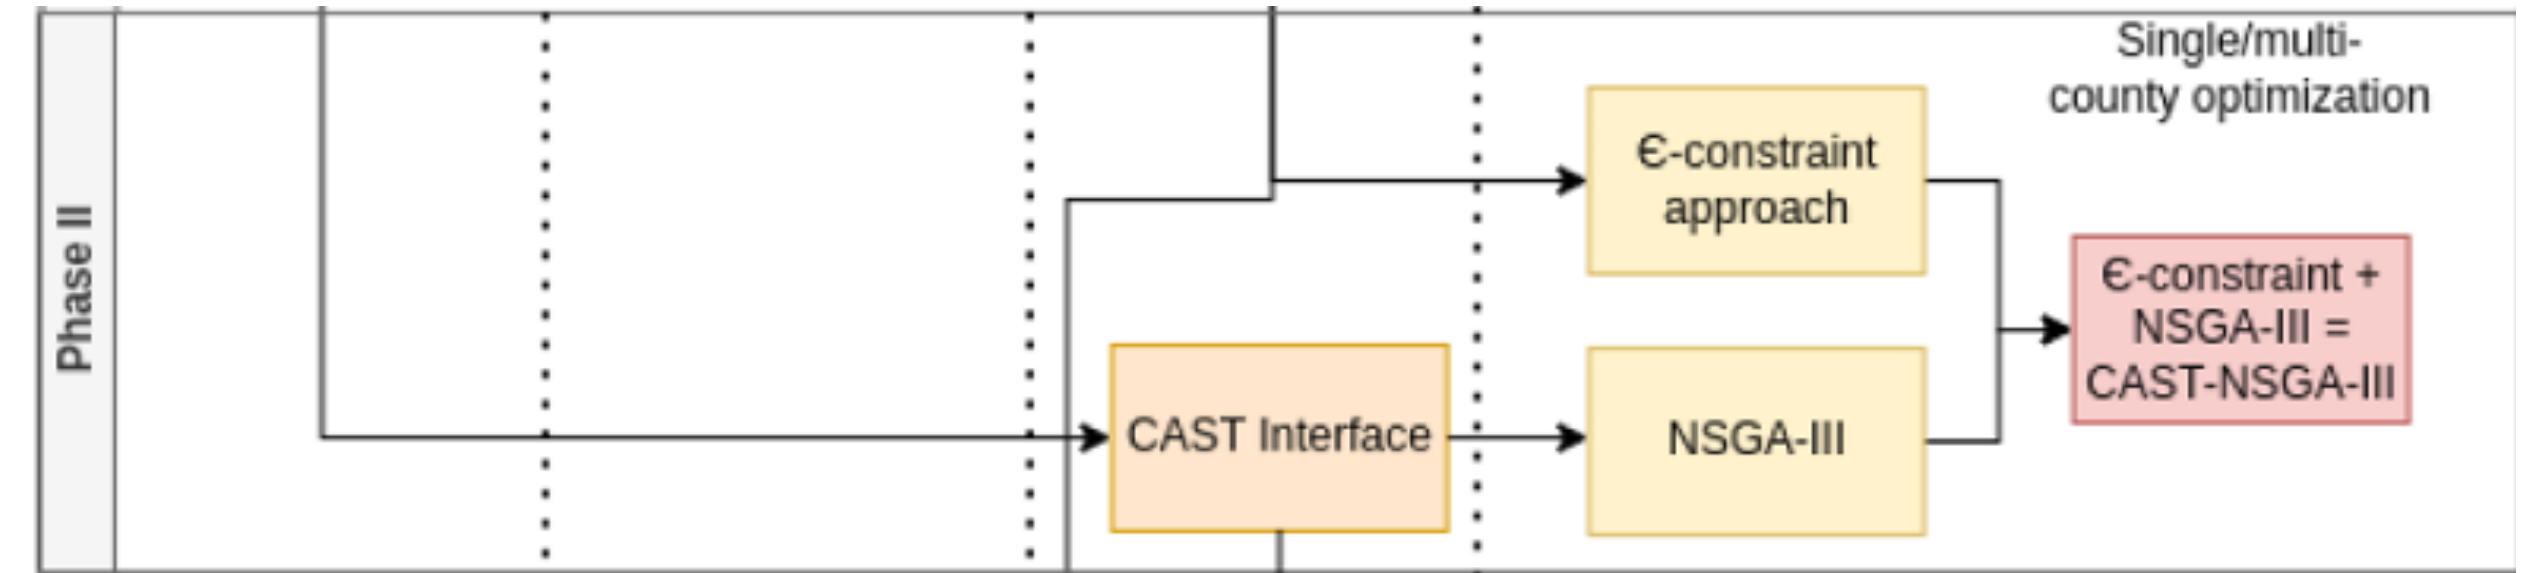 Phase II
Single/multi-
county optimization
Є-constraint
approach
Є-constraint +
NSGA-III =
CAST-NSGA-III
CAST Interface
NSGA-III